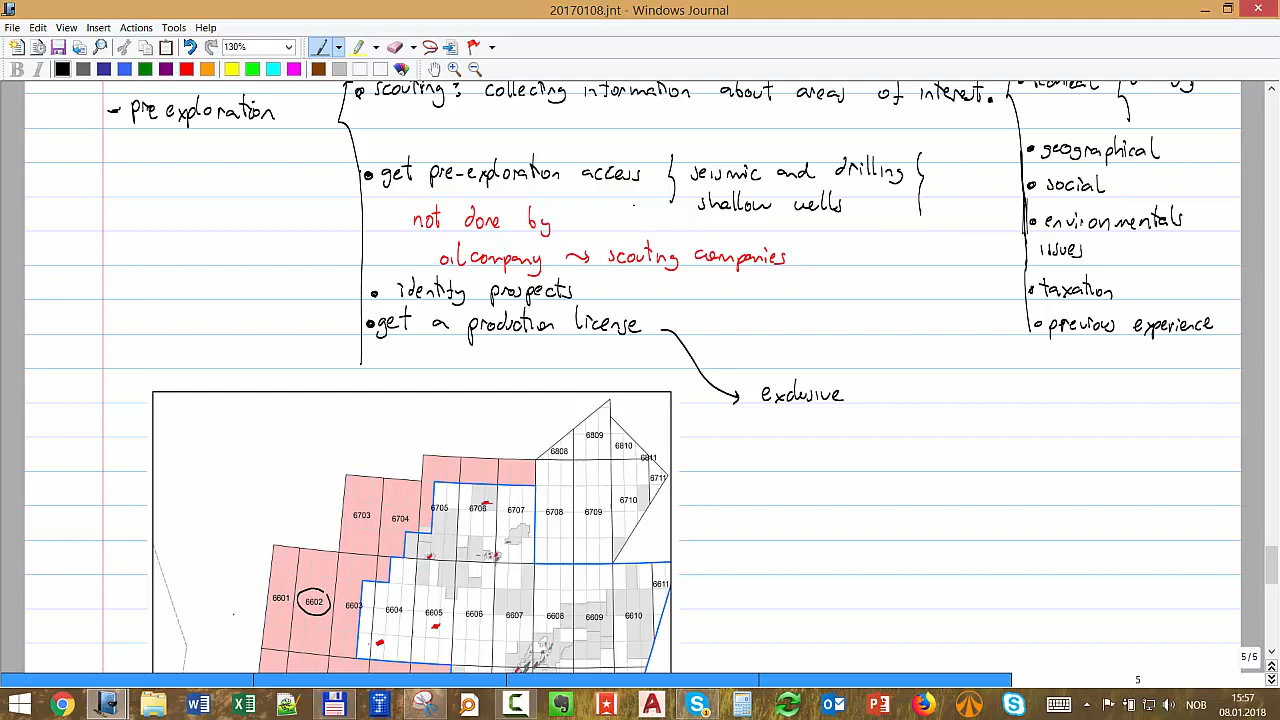 20170108.jnt - Windows Journal
File Edit View Insert Actions Tools Help
130%
B I
- pre exploration
• scouting: collecting information about areas of interest.
• get pre-exploration access { seismic and drilling {
shallow wells
not done by
oil company ~> scouting companies
• identify prospects
• get a production license
exclusive
• geographical
• social
• environmentals
issues
• taxation
• previous experience
6808 6809 6810 6811
6711
6703 6704 6705 6706 6707 6708 6709 6710
6601 6602 6603 6604 6605 6606 6607 6608 6609 6610 6611
5/5
5
15:57
NOB
08.01.2018